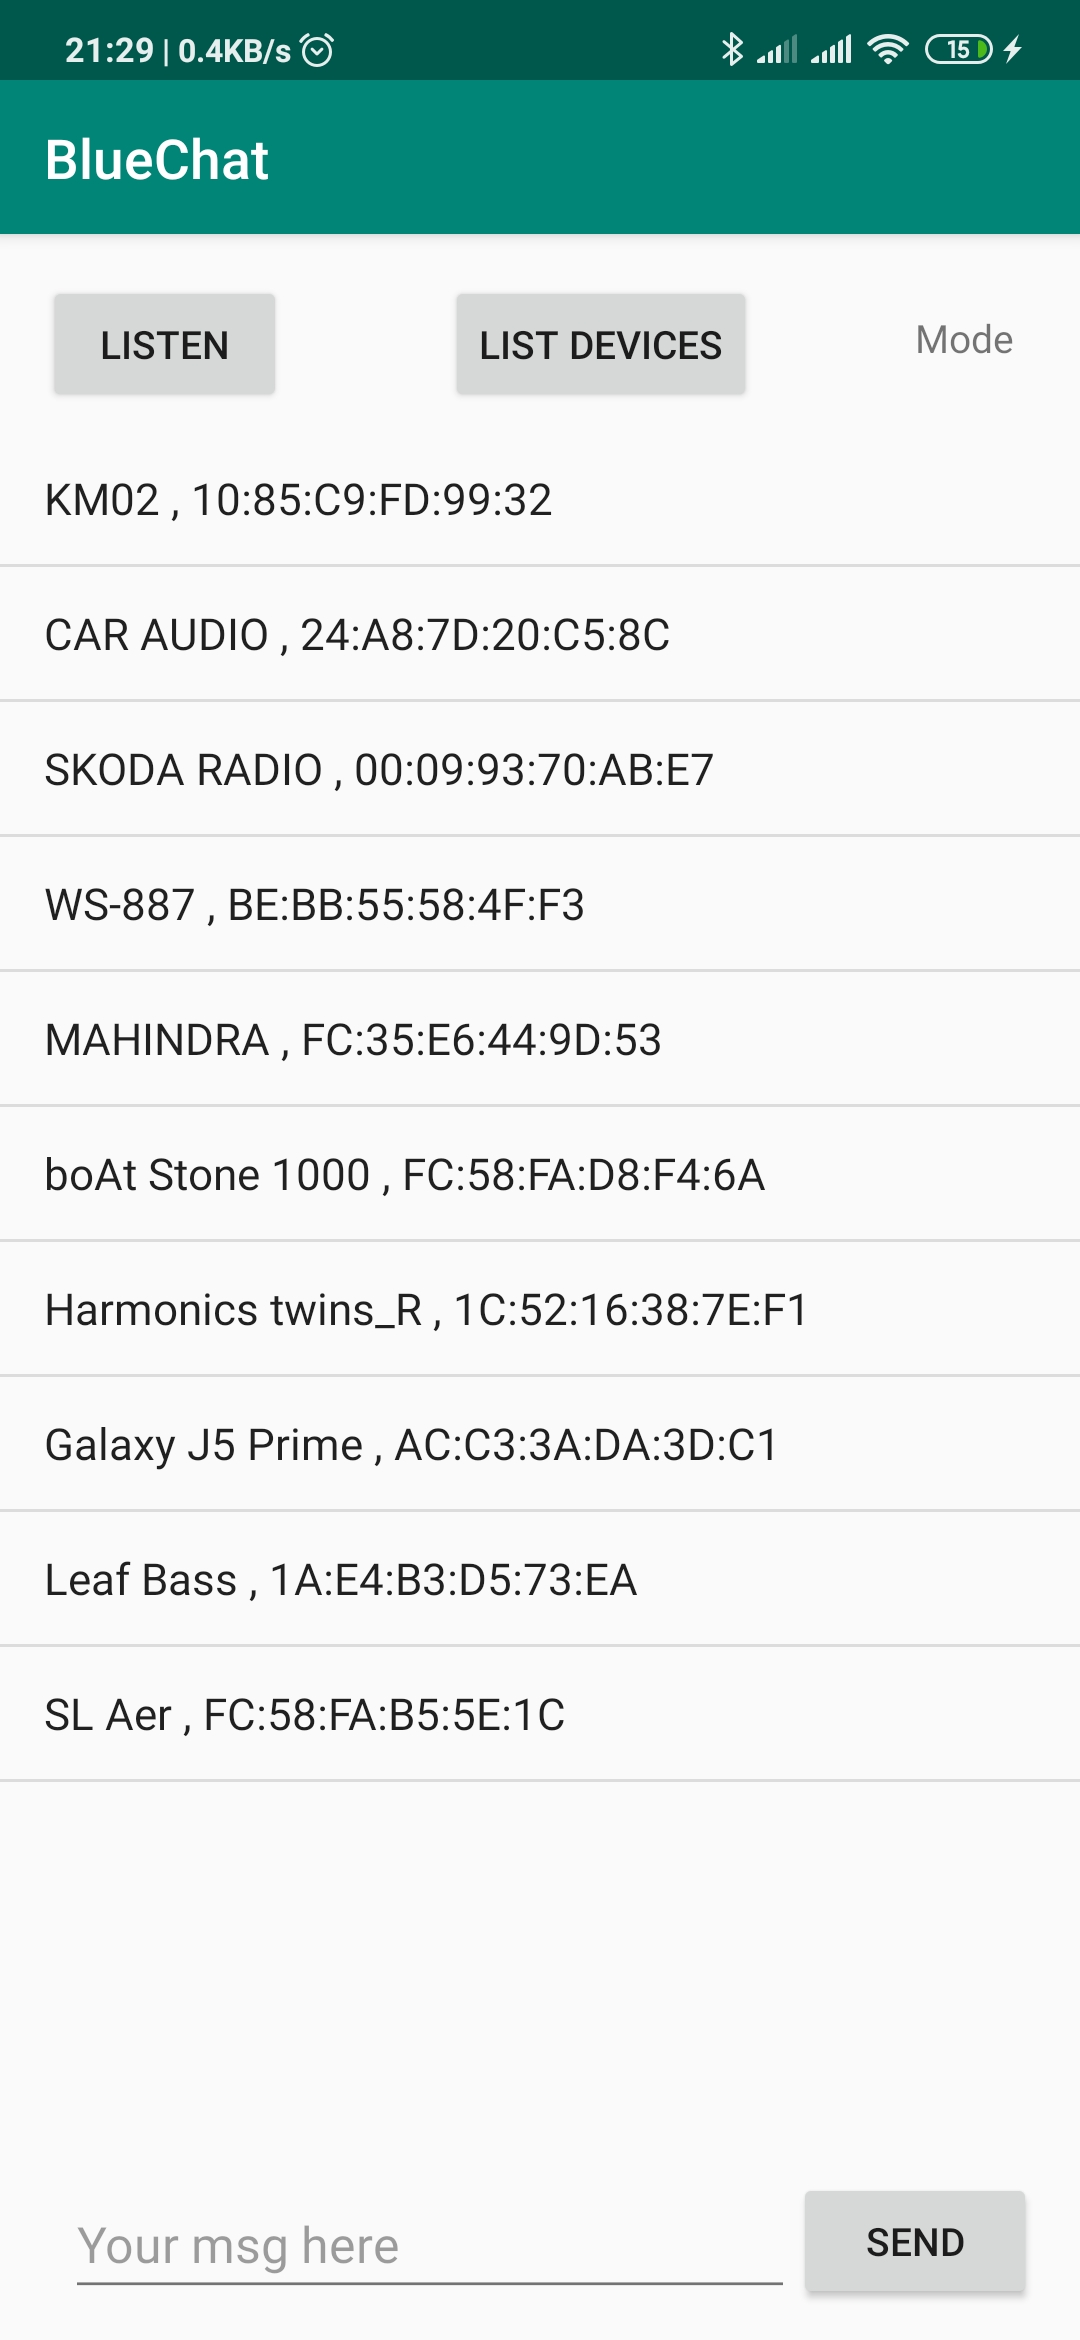 21:29 | 0.4KB/s 15
BlueChat
LISTEN LIST DEVICES Mode
KM02 , 10:85:C9:FD:99:32
CAR AUDIO , 24:A8:7D:20:C5:8C
SKODA RADIO , 00:09:93:70:AB:E7
WS-887 , BE:BB:55:58:4F:F3
MAHINDRA , FC:35:E6:44:9D:53
boAt Stone 1000 , FC:58:FA:D8:F4:6A
Harmonics twins_R , 1C:52:16:38:7E:F1
Galaxy J5 Prime , AC:C3:3A:DA:3D:C1
Leaf Bass , 1A:E4:B3:D5:73:EA
SL Aer , FC:58:FA:B5:5E:1C
Your msg here SEND